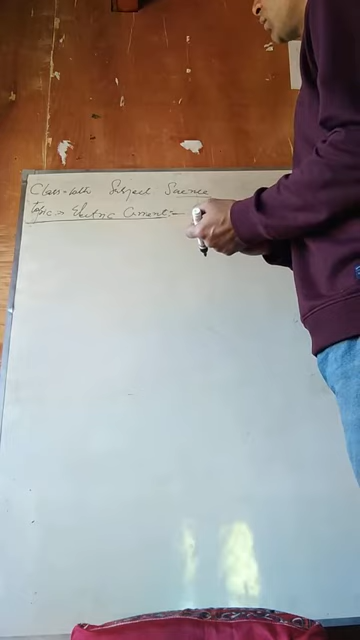 Class - 10th Subject Science
Topic :- Electric Current :-